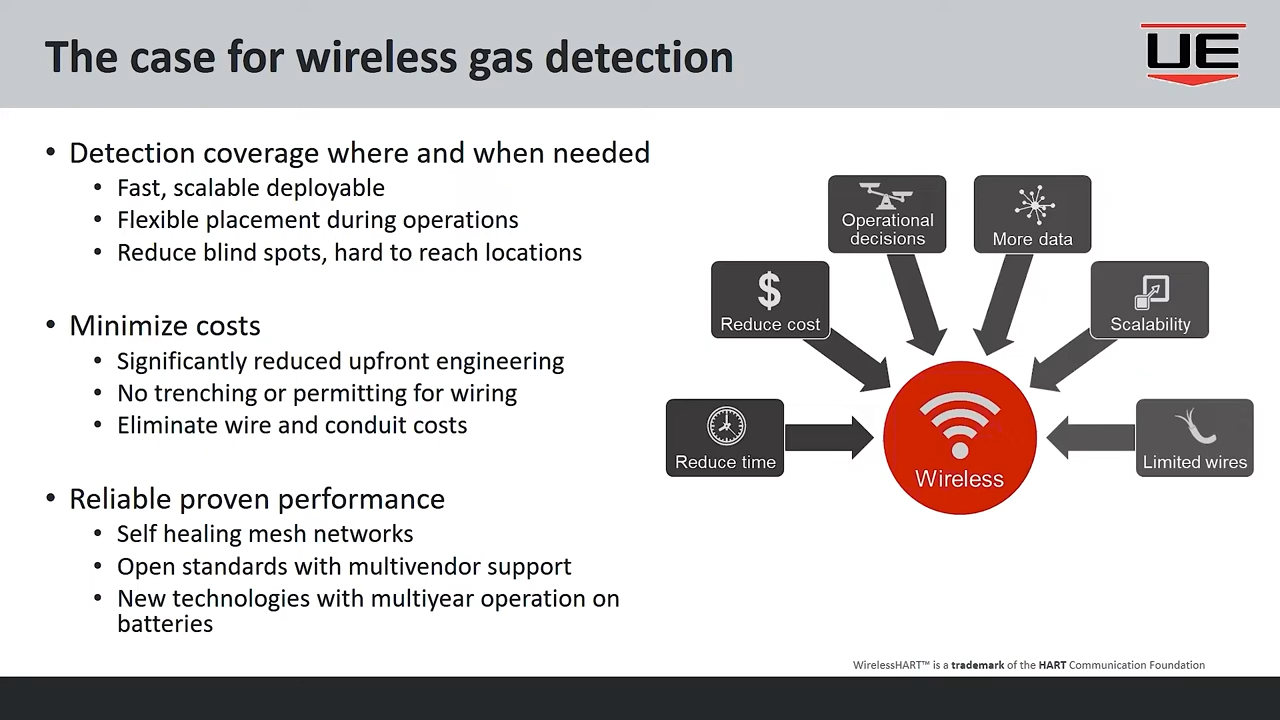 The case for wireless gas detection
UE
• Detection coverage where and when needed
• Fast, scalable deployable
• Flexible placement during operations
• Reduce blind spots, hard to reach locations
• Minimize costs
• Significantly reduced upfront engineering
• No trenching or permitting for wiring
• Eliminate wire and conduit costs
• Reliable proven performance
• Self healing mesh networks
• Open standards with multivendor support
• New technologies with multiyear operation on
batteries
Reduce time
$
Reduce cost
Operational
decisions
More data
Scalability
Limited wires
Wireless
WirelessHART™ is a trademark of the HART Communication Foundation